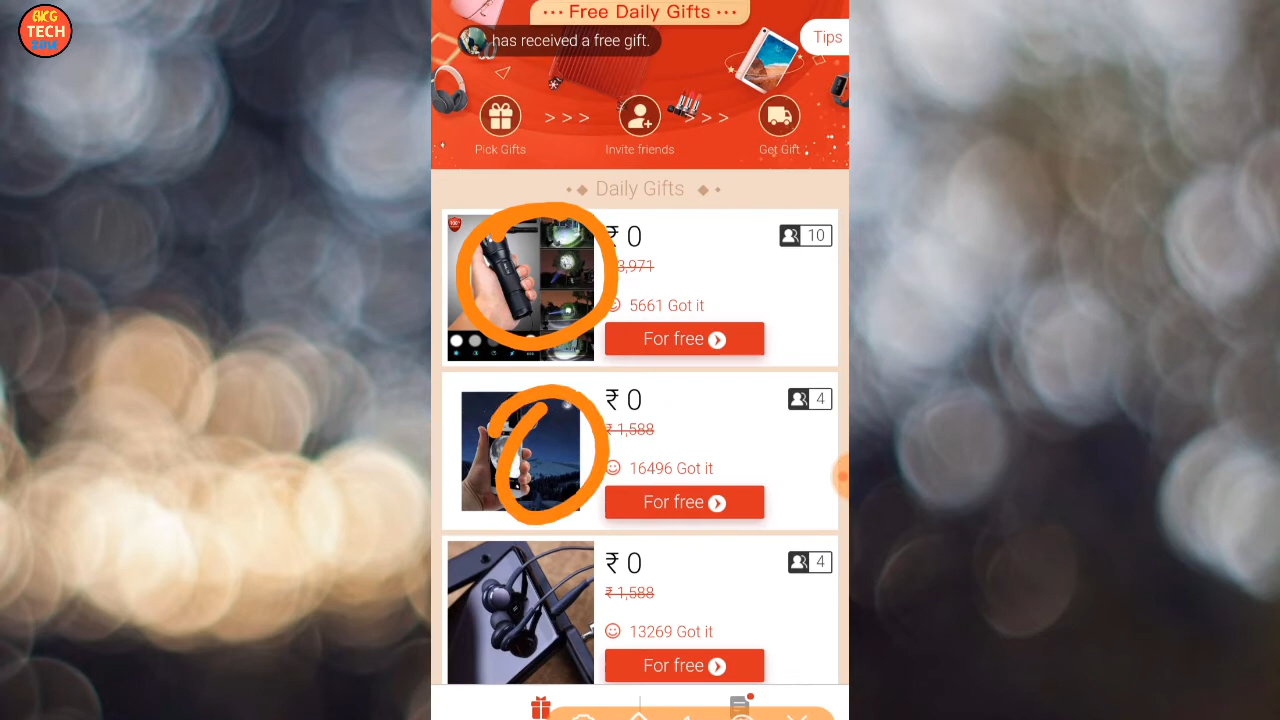 TECH
Free Daily Gifts
has received a free gift.
Tips
> > >
> >
Pick Gifts
Invite friends
Get Gift
Daily Gifts
₹ 0
10
3,971
5661 Got it
For free
₹ 0
4
₹ 1,588
16496 Got it
For free
₹ 0
4
₹ 1,588
13269 Got it
For free